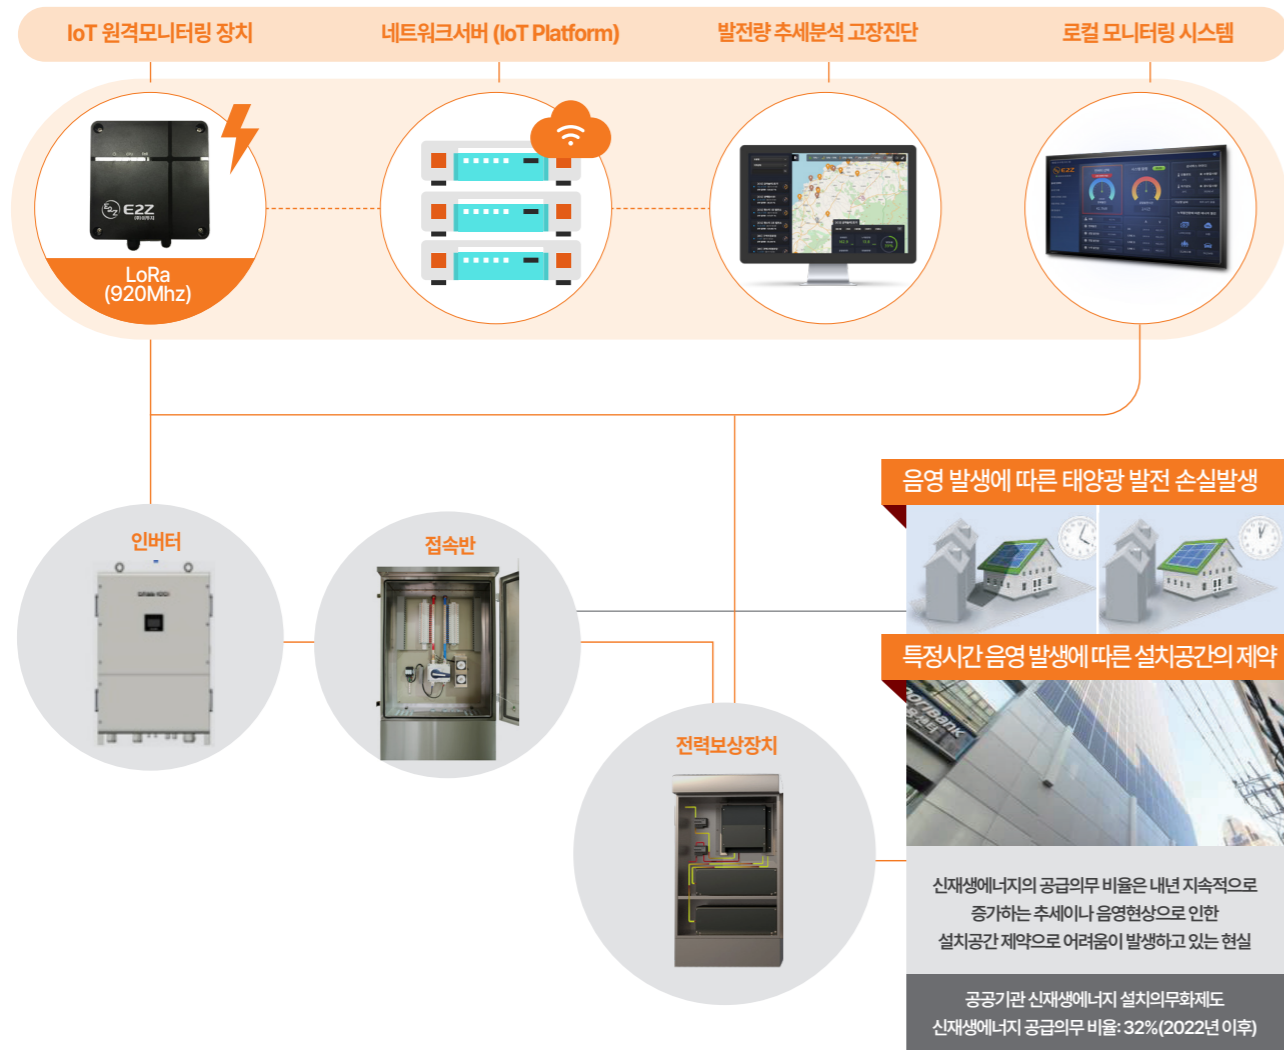 IoT 원격모니터링 장치
네트워크서버 (IoT Platform)
발전량 추세분석 고장진단
로컬 모니터링 시스템
E2Z
LoRa
(920Mhz)
E2Z
인버터
접속반
전력보상장치
음영 발생에 따른 태양광 발전 손실발생
특정시간 음영 발생에 따른 설치공간의 제약
신재생에너지의 공급의무 비율은 내년 지속적으로
증가하는 추세이나 음영현상으로 인한
설치공간 제약으로 어려움이 발생하고 있는 현실
공공기관 신재생에너지 설치의무화제도
신재생에너지 공급의무 비율: 32%(2022년 이후)